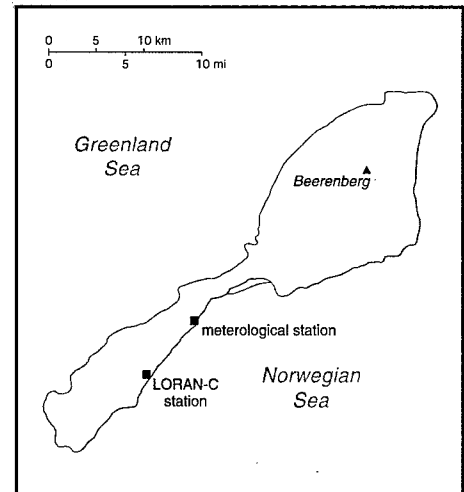 0 5 10 km
0 5 10 mi
Greenland
Sea
Beerenberg
meterological station
LORAN-C
station
Norwegian
Sea